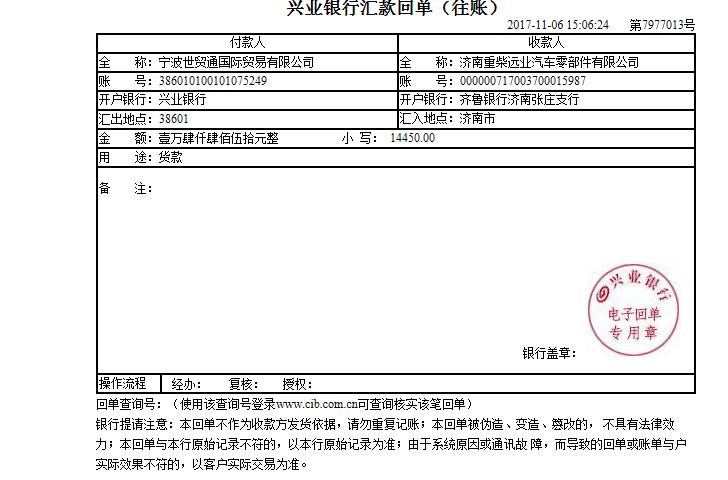 兴业银行汇款回单（往账）
2017-11-06 15:06:24 第7977013号
付款人 收款人
全 称：宁波世贸通国际贸易有限公司 全 称：济南重柴远业汽车零部件有限公司
账 号：386010100101075249 账 号：000000717003700015987
开户银行：兴业银行 开户银行：齐鲁银行济南张庄支行
汇出地点：38601 汇入地点：济南市
金 额：壹万肆仟肆佰伍拾元整 小 写： 14450.00
用 途：货款
备 注：
兴业银行
电子回单
专用章
银行盖章：
操作流程 经办： 复核： 授权：
回单查询号：（使用该查询号登录www.cib.com.cn可查询核实该笔回单）
银行提请注意：本回单不作为收款方发货依据，请勿重复记账；本回单被伪造、变造、篡改的，不具有法律效
力；本回单与本行原始记录不符的，以本行原始记录为准；由于系统原因或通讯故 障，而导致的回单或账单与户
实际效果不符的，以客户实际交易为准。